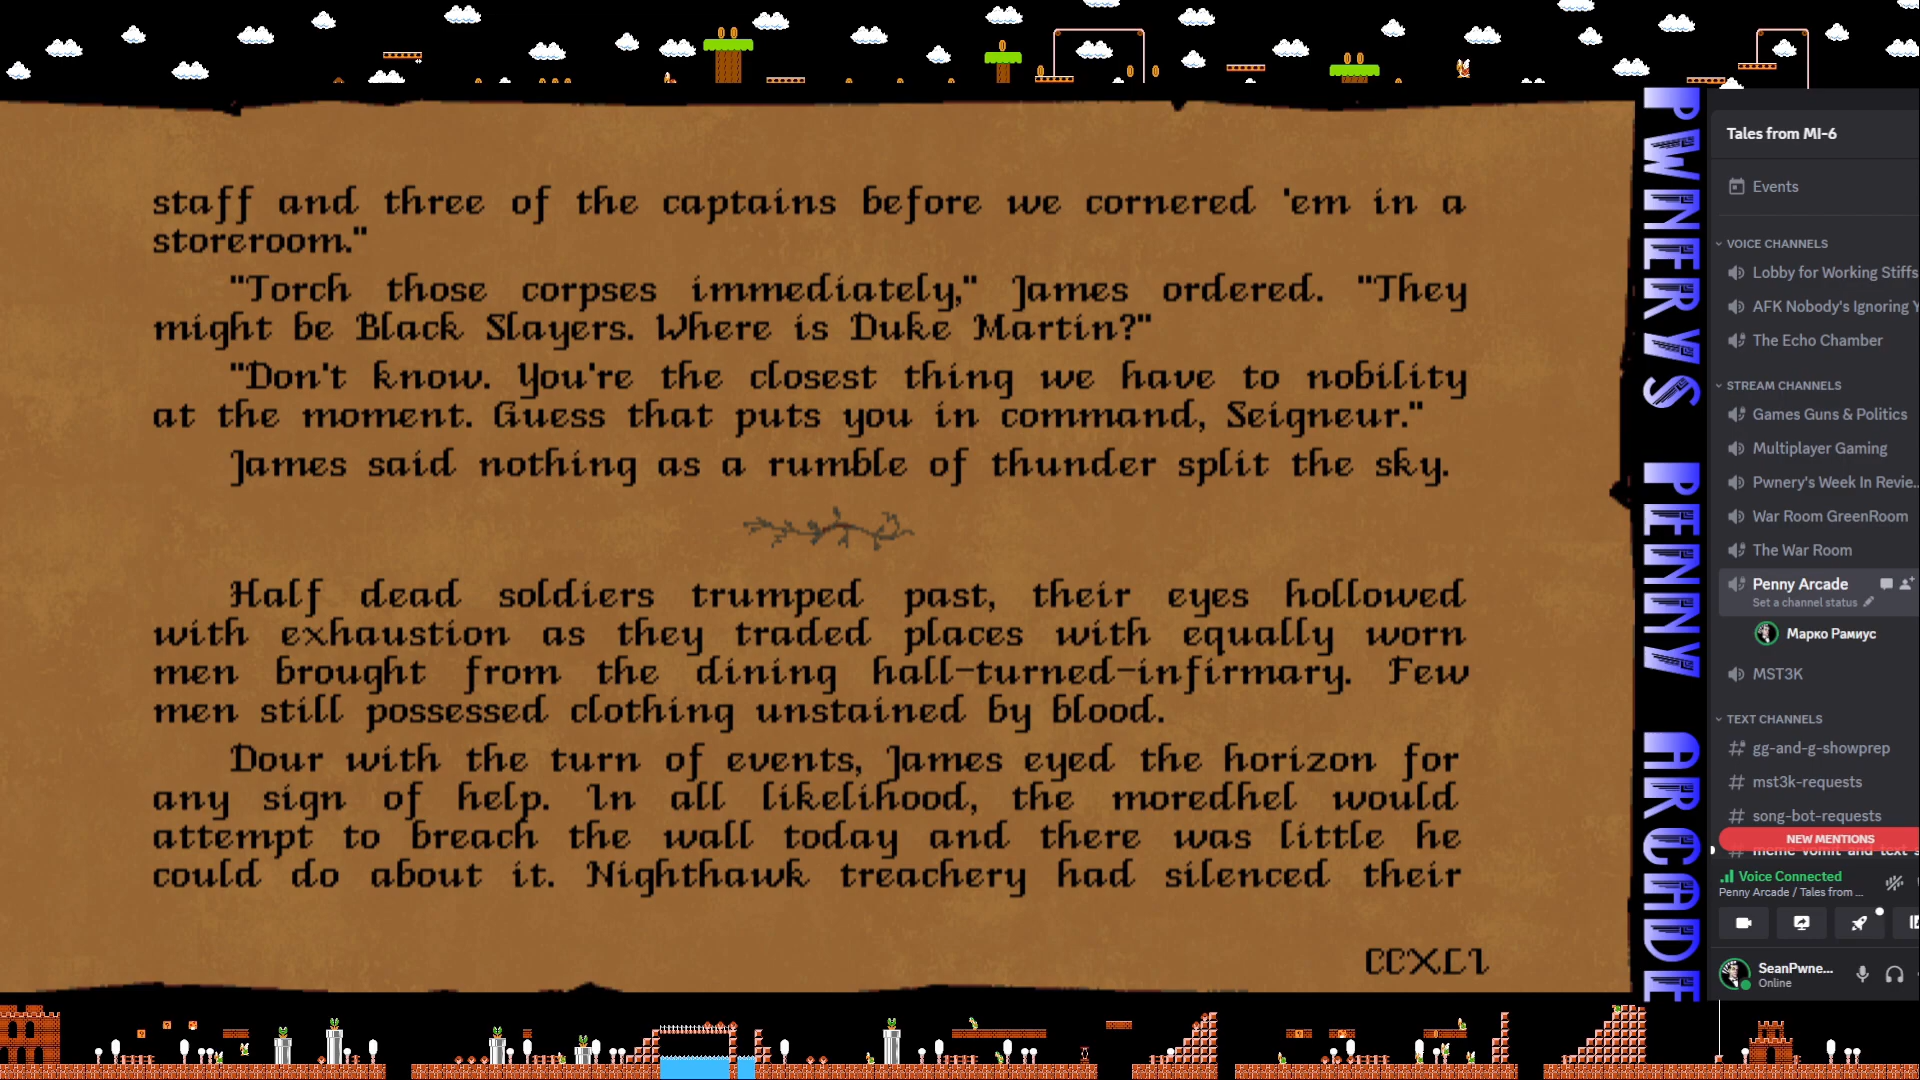 staff and three of the captains before we cornered 'em in a
storeroom."
"Torch those corpses immediately," James ordered. "They
might be Black Slayers. Where is Duke Martin?"
"Don't know. You're the closest thing we have to nobility
at the moment. Guess that puts you in command, Seigneur."
James said nothing as a rumble of thunder split the sky.
Half dead soldiers trumped past, their eyes hollowed
with exhaustion as they traded places with equally worn
men brought from the dining hall-turned-infirmary. Few
men still possessed clothing unstained by blood.
Dour with the turn of events, James eyed the horizon for
any sign of help. In all likelihood, the moredhel would
attempt to breach the wall today and there was little he
could do about it. Nighthawk treachery had silenced their
CCXLI
PWNERY'S PENNY ARCADE
Tales from MI-6
Events
VOICE CHANNELS
Lobby for Working Stiffs
AFK Nobody's Ignoring Y
The Echo Chamber
STREAM CHANNELS
Games Guns & Politics
Multiplayer Gaming
Pwnery's Week In Revie...
War Room GreenRoom
The War Room
Penny Arcade
Set a channel status
Марко Рамиус
MST3K
TEXT CHANNELS
gg-and-g-showprep
mst3k-requests
song-bot-requests
NEW MENTIONS
meme-vomit-and-text-s
Voice Connected
Penny Arcade / Tales from ...
SeanPwne...
Online